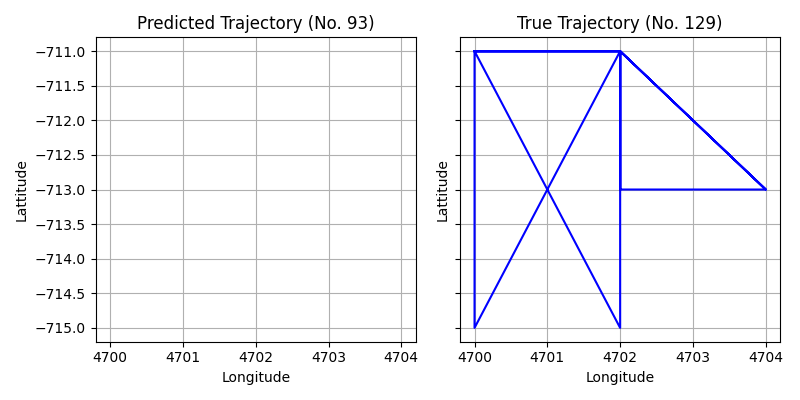 Predicted Trajectory (No. 93)
True Trajectory (No. 129)
Lattitude
−711.0
−711.5
−712.0
−712.5
−713.0
−713.5
−714.0
−714.5
−715.0
4700 4701 4702 4703 4704
Longitude
Lattitude
4700 4701 4702 4703 4704
Longitude